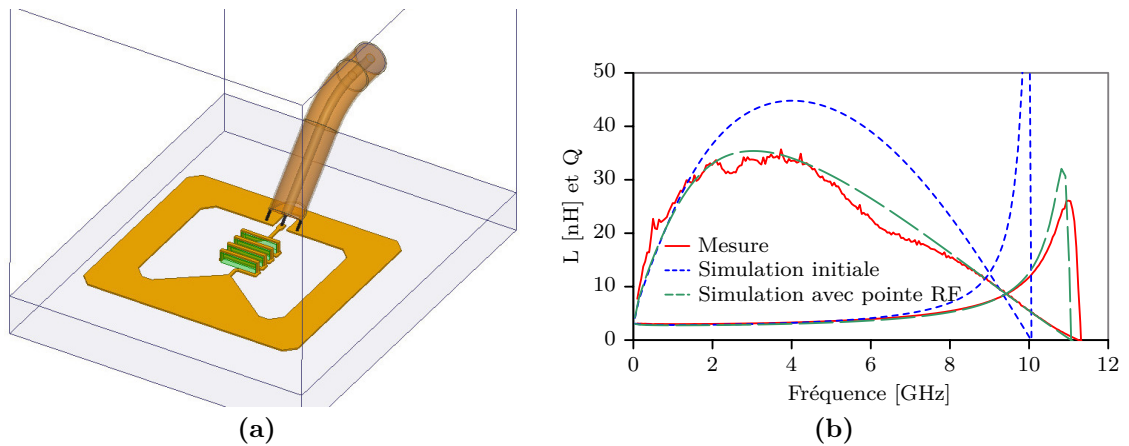 50
40
30
20
10
0
L [nH] et Q
Mesure
Simulation initiale
Simulation avec pointe RF
0 2 4 6 8 10 12
Fréquence [GHz]
(a) (b)